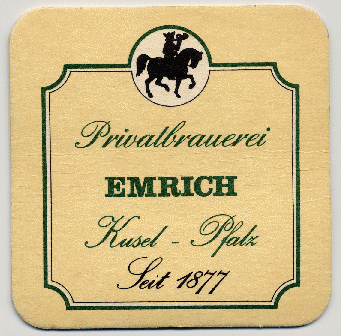 Privatbrauerei
EMRICH
Kusel - Pfalz
Seit 1877